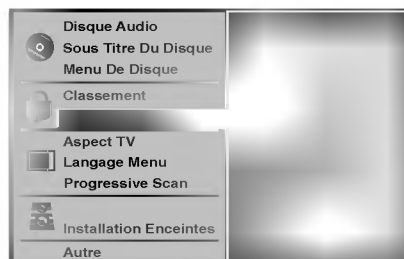 Disque Audio
Sous Titre Du Disque
Menu De Disque
Classement
Aspect TV
Langage Menu
Progressive Scan
Installation Enceintes
Autre